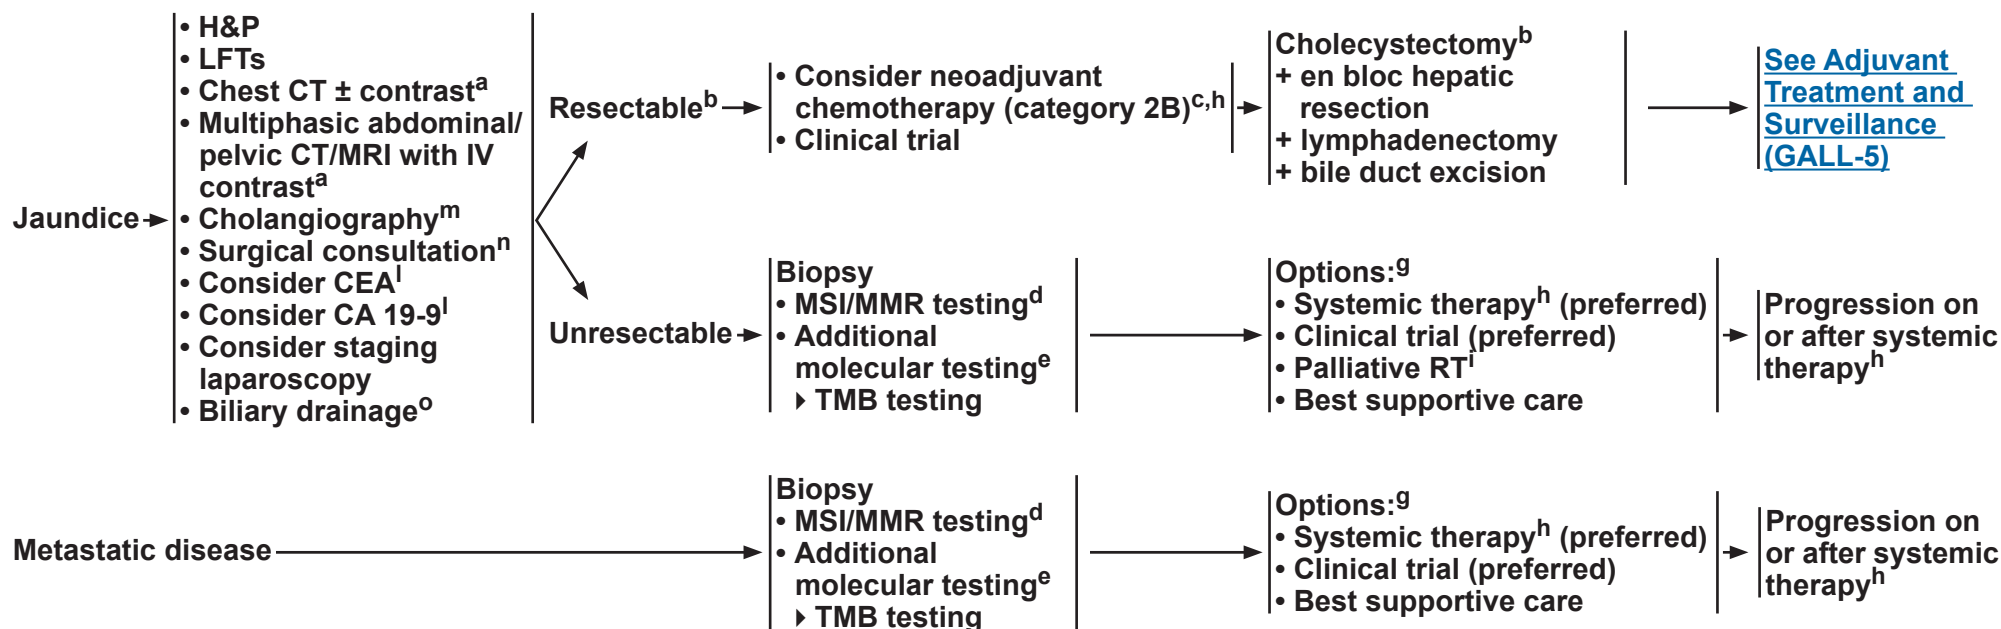 Jaundice
• H&P
• LFTs
• Chest CT ± contrastᵃ
• Multiphasic abdominal/
pelvic CT/MRI with IV
contrastᵃ
• Cholangiographyᵐ
• Surgical consultationⁿ
• Consider CEAˡ
• Consider CA 19-9ˡ
• Consider staging
laparoscopy
• Biliary drainageᵒ
Resectableᵇ
• Consider neoadjuvant
chemotherapy (category 2B)ᶜ,ʰ
• Clinical trial
Cholecystectomyᵇ
+ en bloc hepatic
resection
+ lymphadenectomy
+ bile duct excision
See Adjuvant
Treatment and
Surveillance
(GALL-5)
Unresectable
Biopsy
• MSI/MMR testingᵈ
• Additional
molecular testingᵉ
▸ TMB testing
Options:ᵍ
• Systemic therapyʰ (preferred)
• Clinical trial (preferred)
• Palliative RTⁱ
• Best supportive care
Progression on
or after systemic
therapyʰ
Metastatic disease
Biopsy
• MSI/MMR testingᵈ
• Additional
molecular testingᵉ
▸ TMB testing
Options:ᵍ
• Systemic therapyʰ (preferred)
• Clinical trial (preferred)
• Best supportive care
Progression on
or after systemic
therapyʰ